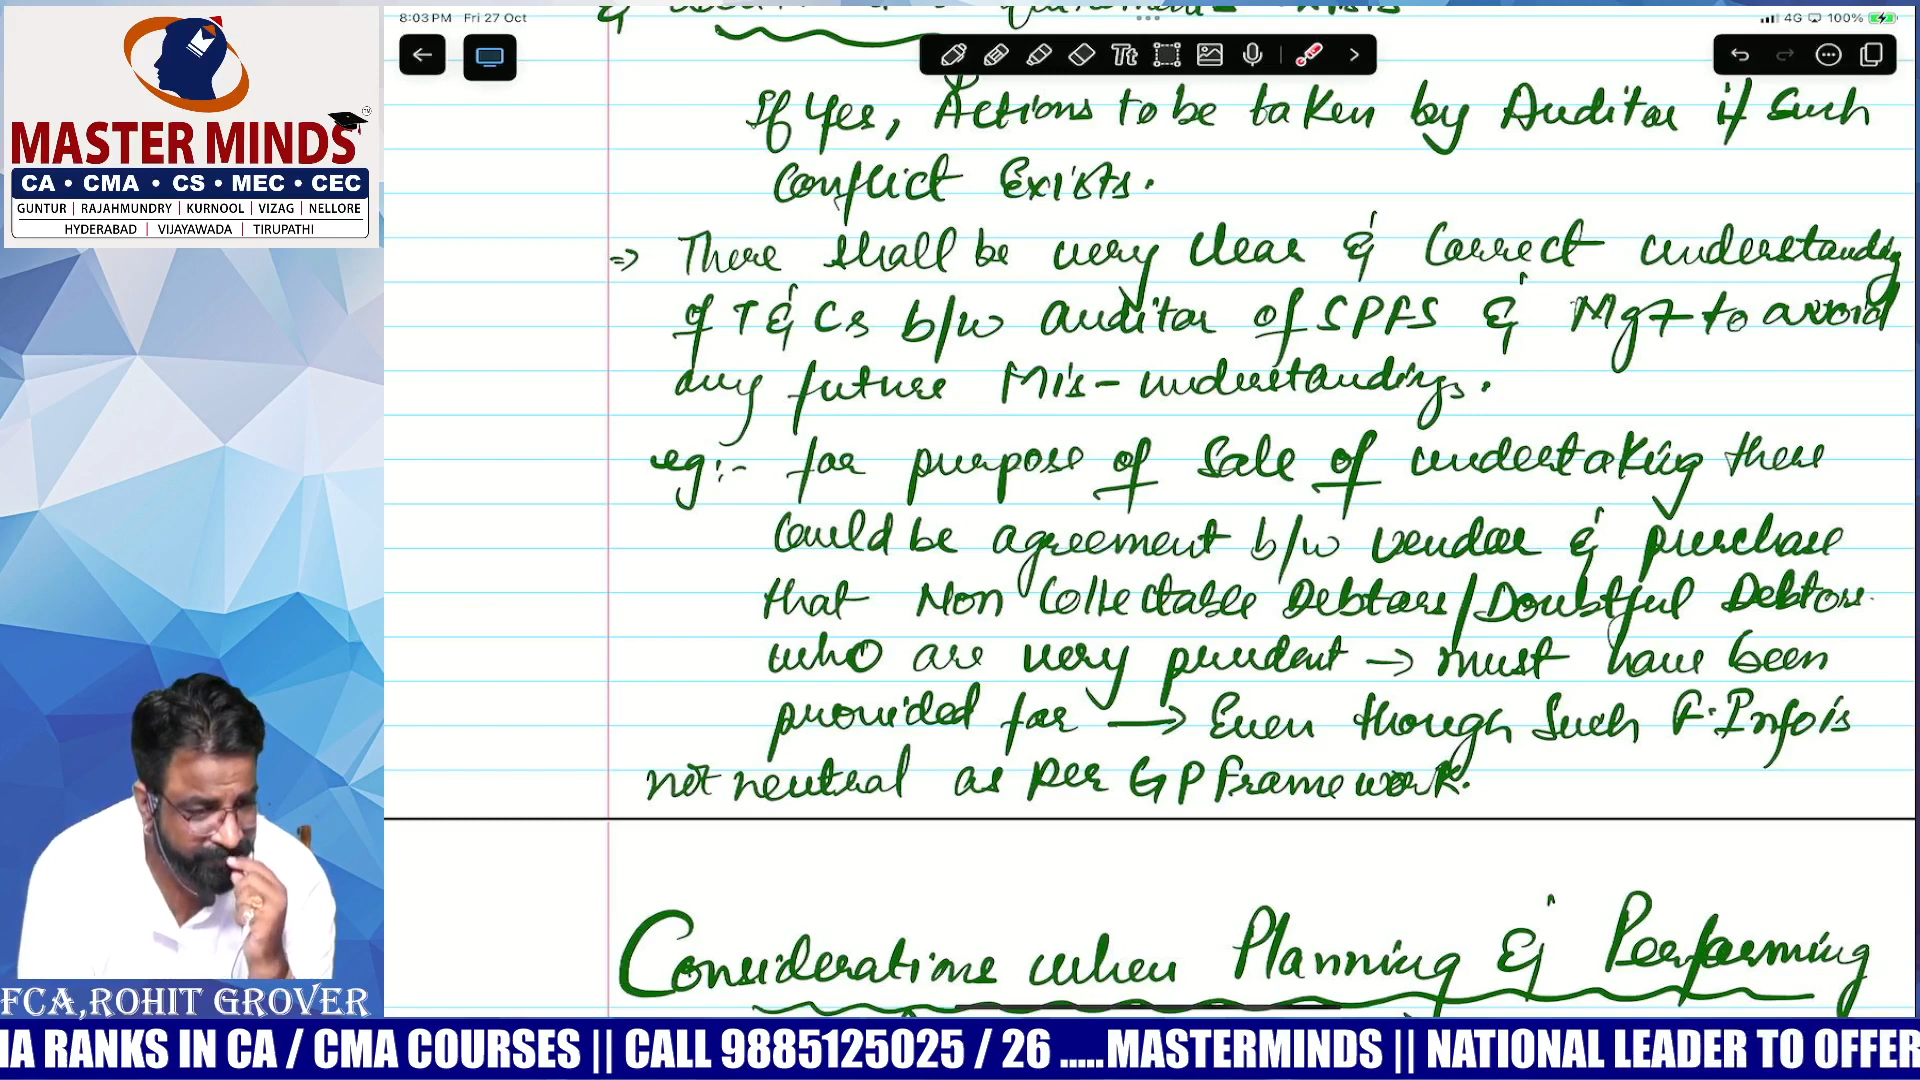 MASTER MINDS
CA • CMA • CS • MEC • CEC
GUNTUR | RAJAHMUNDRY | KURNOOL | VIZAG | NELLORE
HYDERABAD | VIJAYAWADA | TIRUPATHI
8:03 PM Fri 27 Oct
4G 100%
Tt
If Yes, Actions to be taken by Auditor if such
Conflict Exists.
=> There shall be very clear & Correct understanding
of T & Cs b/w auditor of SPFS & Mgt to avoid
any future Mis-understandings.
eg:- for purpose of Sale of undertaking there
could be agreement b/w vendor & purchase
that Non Collectable Debtors/Doubtful Debtors
who are very prudent → must have been
provided for → Even though such F. Info is
not neutral as per GP Framework.
Considerations when Planning & Performing
FCA,ROHIT GROVER
IA RANKS IN CA / CMA COURSES || CALL 9885125025 / 26 .....MASTERMINDS || NATIONAL LEADER TO OFFER